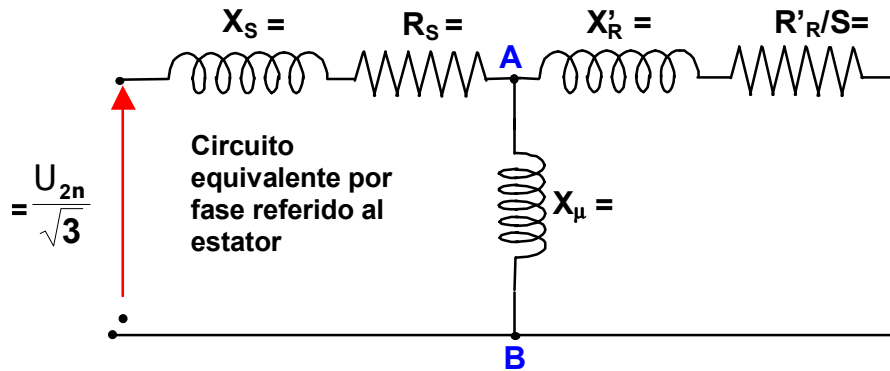 X_S =
R_S =
X'_R =
R'_R/S=
A
Circuito
equivalente por
fase referido al
estator
= U_2n / √3
X_μ =
B